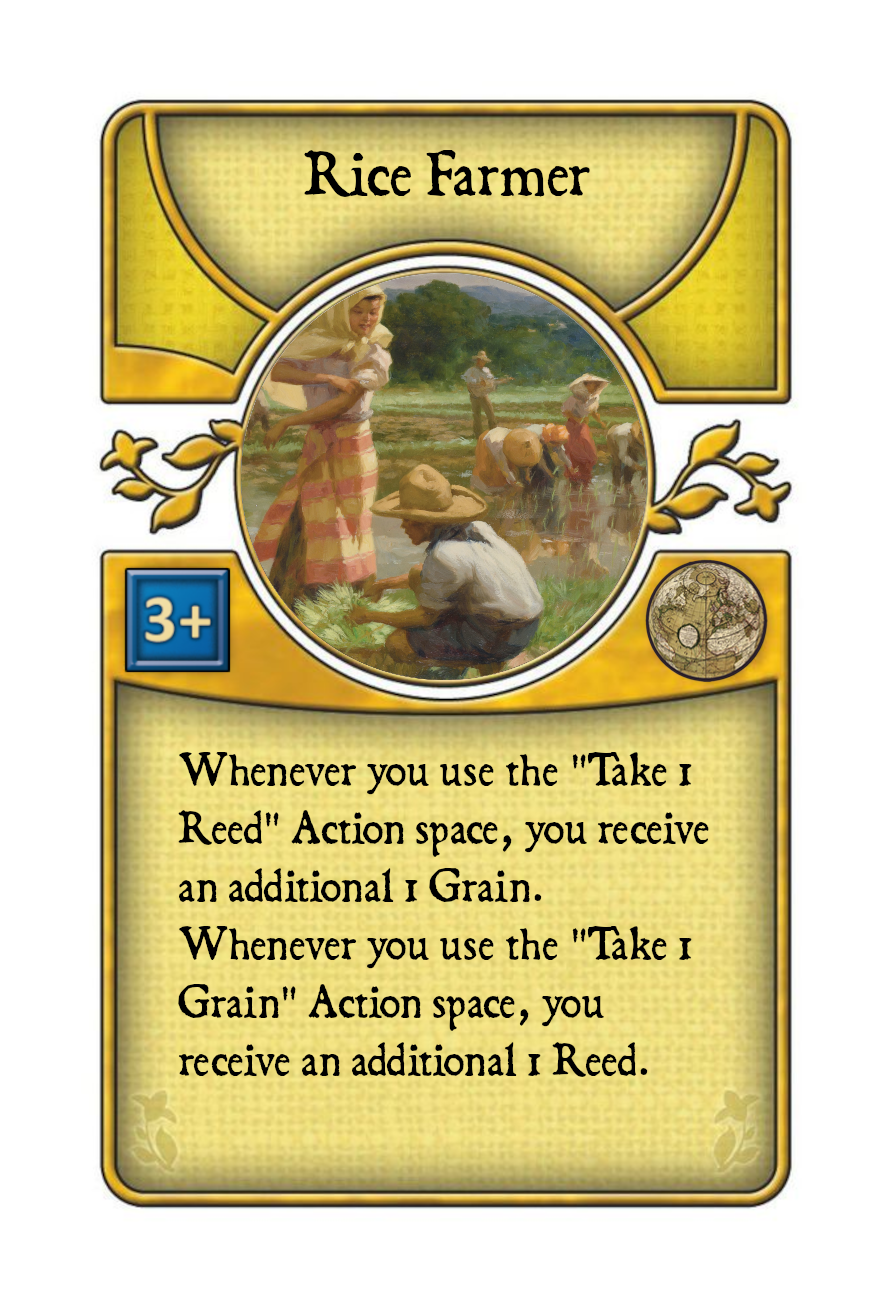 Rice Farmer
3+
Whenever you use the "Take 1
Reed" Action space, you receive
an additional 1 Grain.
Whenever you use the "Take 1
Grain" Action space, you
receive an additional 1 Reed.